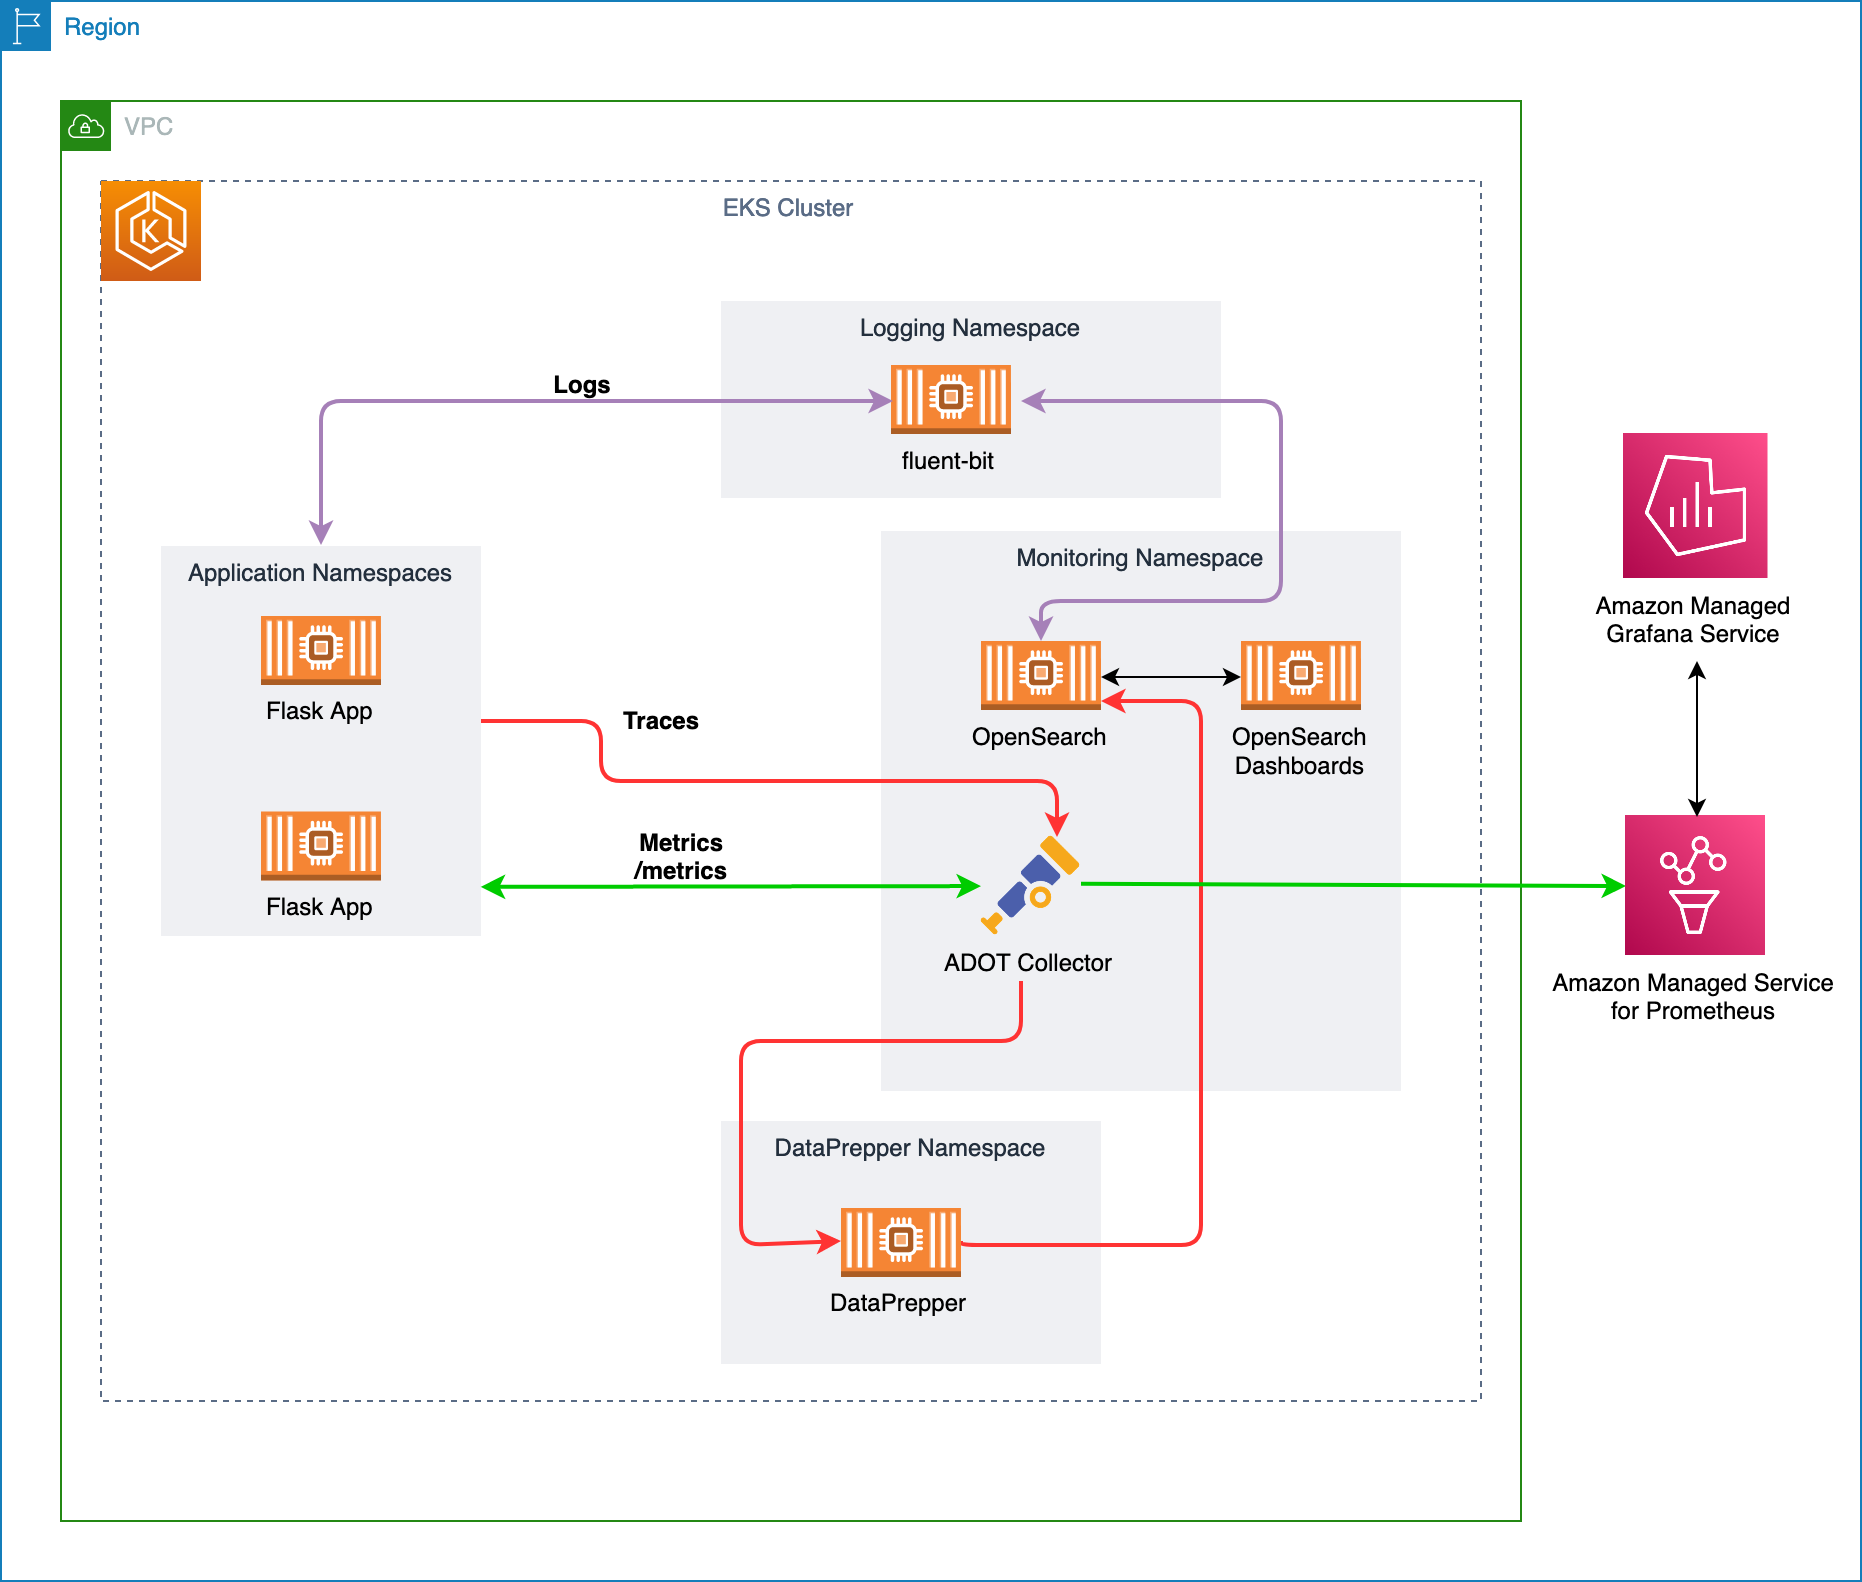 Region
VPC
EKS Cluster
K
Logging Namespace
fluent-bit
Logs
Application Namespaces
Flask App
Flask App
Traces
Metrics
/metrics
Monitoring Namespace
OpenSearch
OpenSearch
Dashboards
ADOT Collector
DataPrepper Namespace
DataPrepper
Amazon Managed
Grafana Service
Amazon Managed Service
for Prometheus